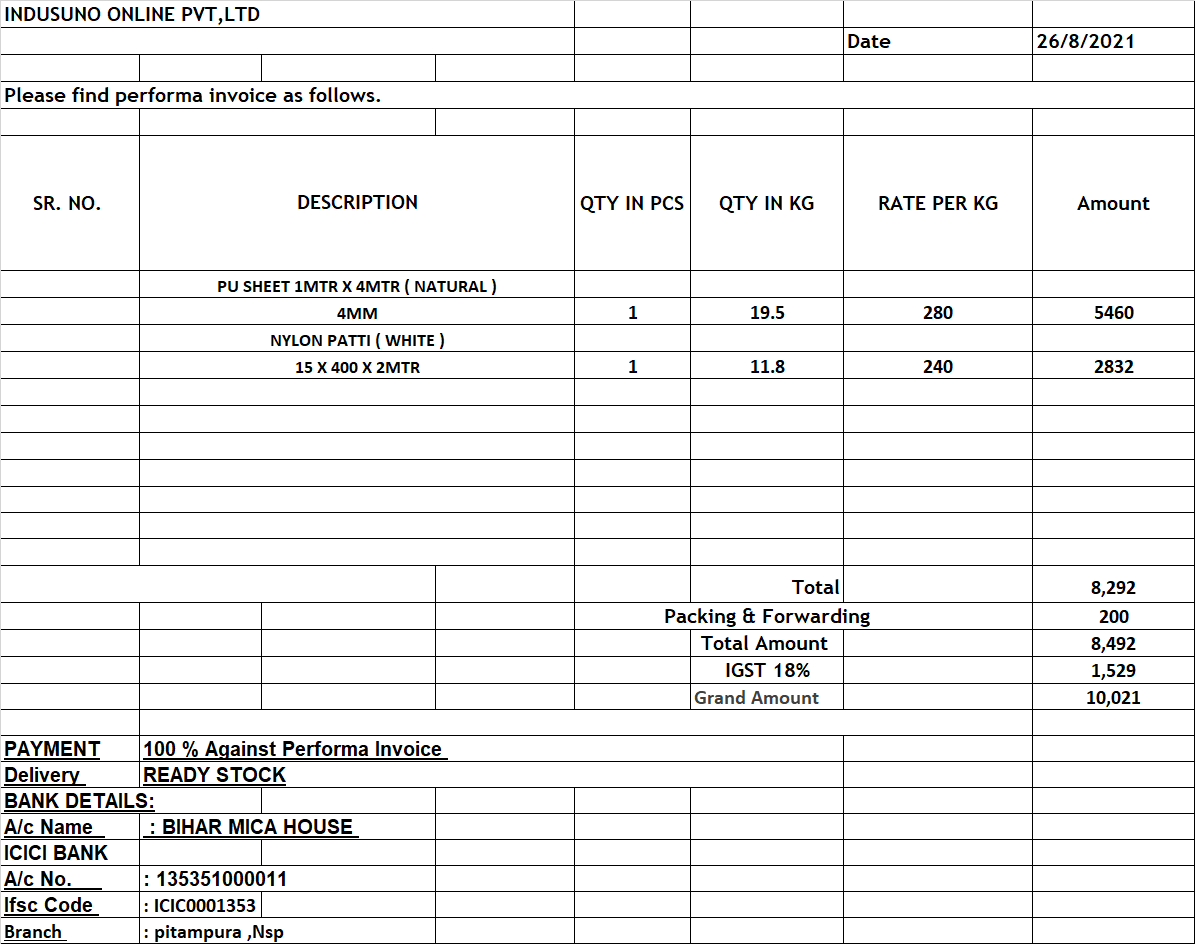 INDUSUNO ONLINE PVT,LTD
Date 26/8/2021
Please find performa invoice as follows.
SR. NO. DESCRIPTION QTY IN PCS QTY IN KG RATE PER KG Amount
PU SHEET 1MTR X 4MTR ( NATURAL )
4MM 1 19.5 280 5460
NYLON PATTI ( WHITE )
15 X 400 X 2MTR 1 11.8 240 2832
Total 8,292
Packing & Forwarding 200
Total Amount 8,492
IGST 18% 1,529
Grand Amount 10,021
PAYMENT 100 % Against Performa Invoice
Delivery READY STOCK
BANK DETAILS:
A/c Name : BIHAR MICA HOUSE
ICICI BANK
A/c No. : 135351000011
Ifsc Code : ICIC0001353
Branch : pitampura ,Nsp